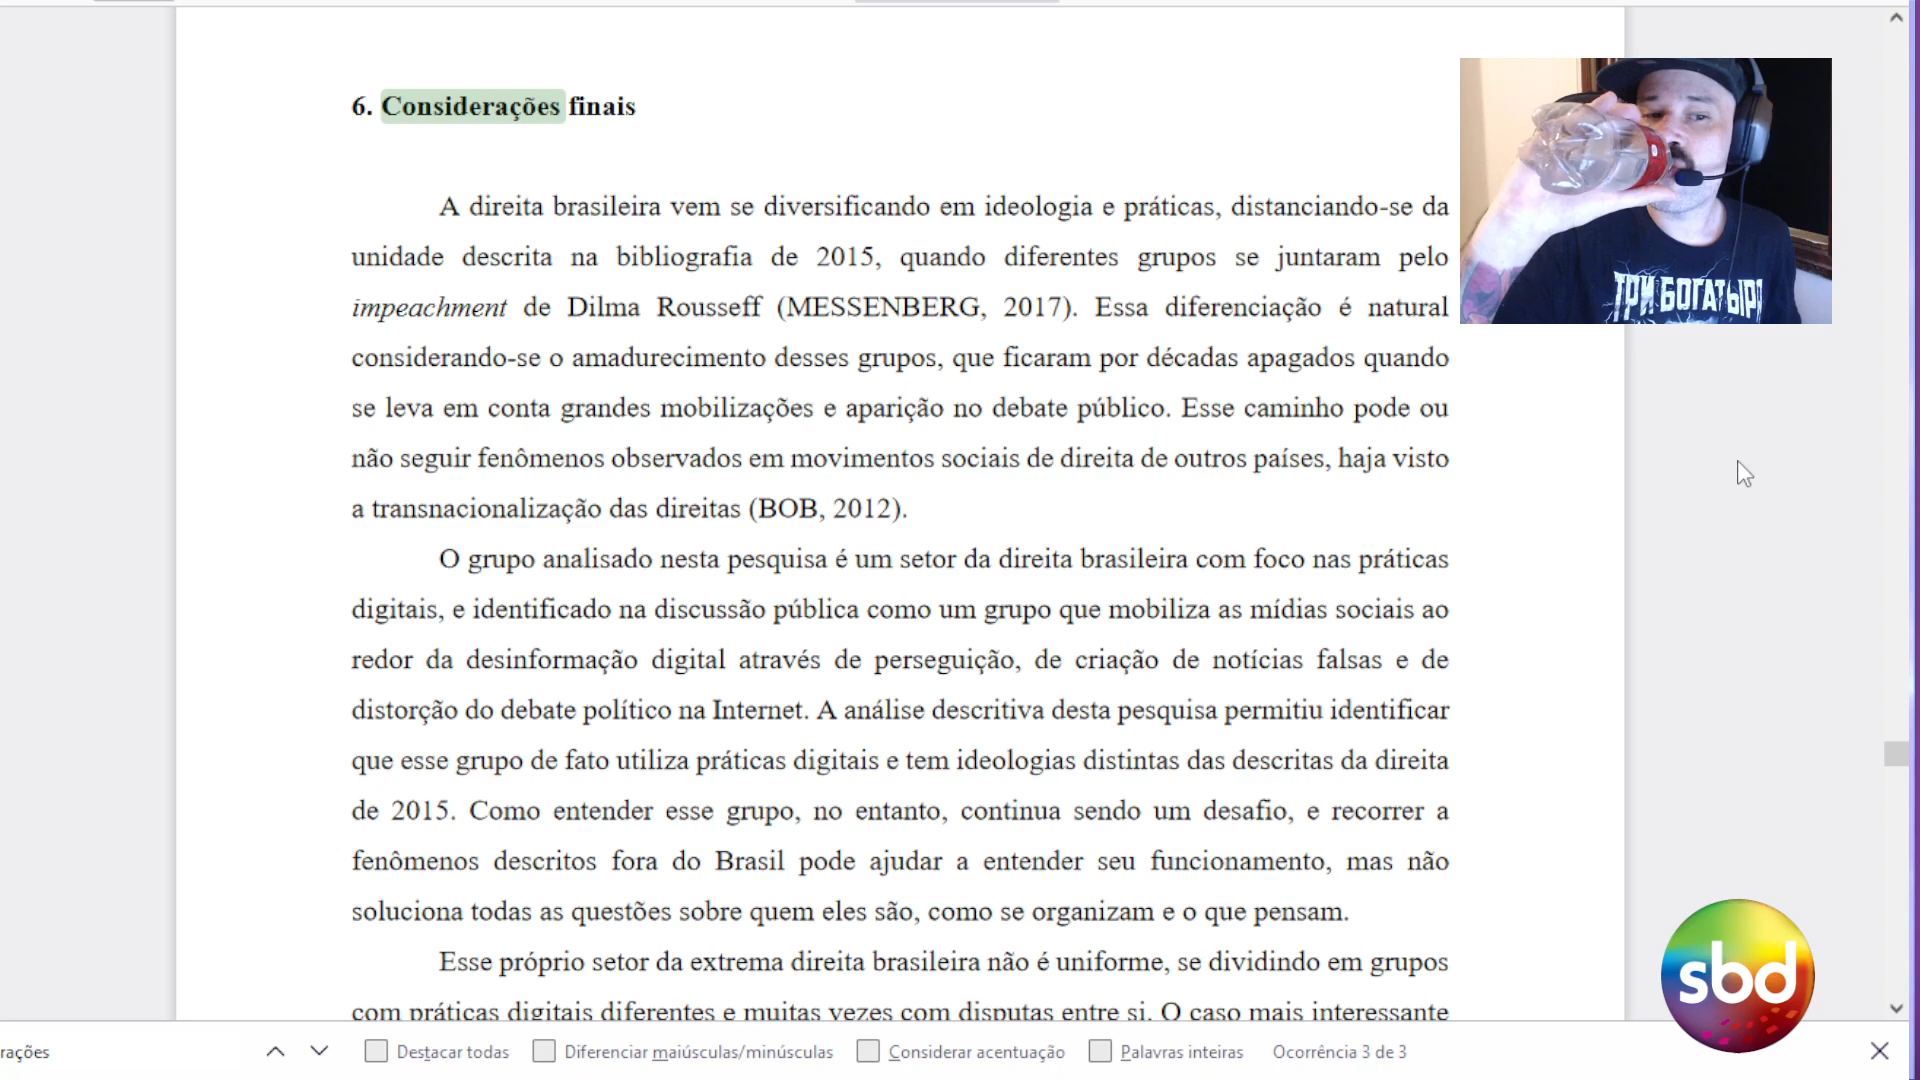 6. Considerações finais
A direita brasileira vem se diversificando em ideologia e práticas, distanciando-se da
unidade descrita na bibliografia de 2015, quando diferentes grupos se juntaram pelo
impeachment de Dilma Rousseff (MESSENBERG, 2017). Essa diferenciação é natural
considerando-se o amadurecimento desses grupos, que ficaram por décadas apagados quando
se leva em conta grandes mobilizações e aparição no debate público. Esse caminho pode ou
não seguir fenômenos observados em movimentos sociais de direita de outros países, haja visto
a transnacionalização das direitas (BOB, 2012).
O grupo analisado nesta pesquisa é um setor da direita brasileira com foco nas práticas
digitais, e identificado na discussão pública como um grupo que mobiliza as mídias sociais ao
redor da desinformação digital através de perseguição, de criação de notícias falsas e de
distorção do debate político na Internet. A análise descritiva desta pesquisa permitiu identificar
que esse grupo de fato utiliza práticas digitais e tem ideologias distintas das descritas da direita
de 2015. Como entender esse grupo, no entanto, continua sendo um desafio, e recorrer a
fenômenos descritos fora do Brasil pode ajudar a entender seu funcionamento, mas não
soluciona todas as questões sobre quem eles são, como se organizam e o que pensam.
Esse próprio setor da extrema direita brasileira não é uniforme, se dividindo em grupos
com práticas digitais diferentes e muitas vezes com disputas entre si. O caso mais interessante
ТРИ БОГАТЫРЯ
sbd
rações
Destacar todas
Diferenciar maiúsculas/minúsculas
Considerar acentuação
Palavras inteiras
Ocorrência 3 de 3